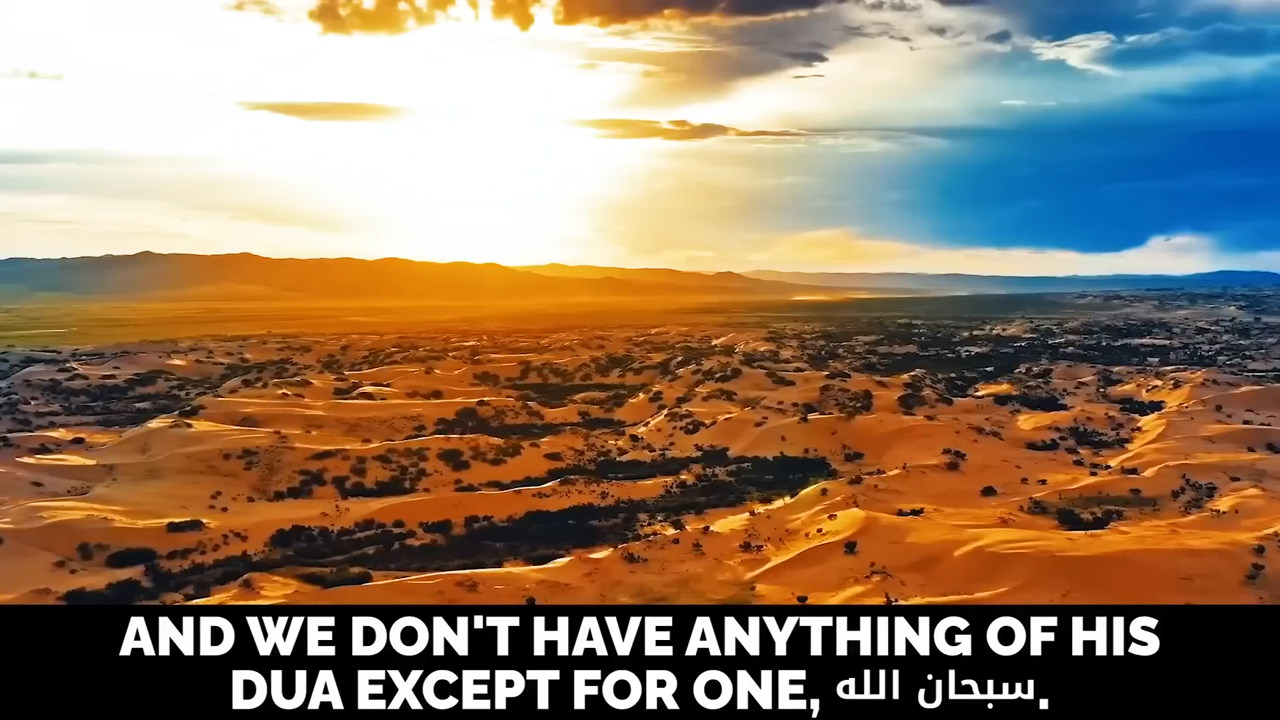 AND WE DON'T HAVE ANYTHING OF HIS
DUA EXCEPT FOR ONE, سبحان الله.